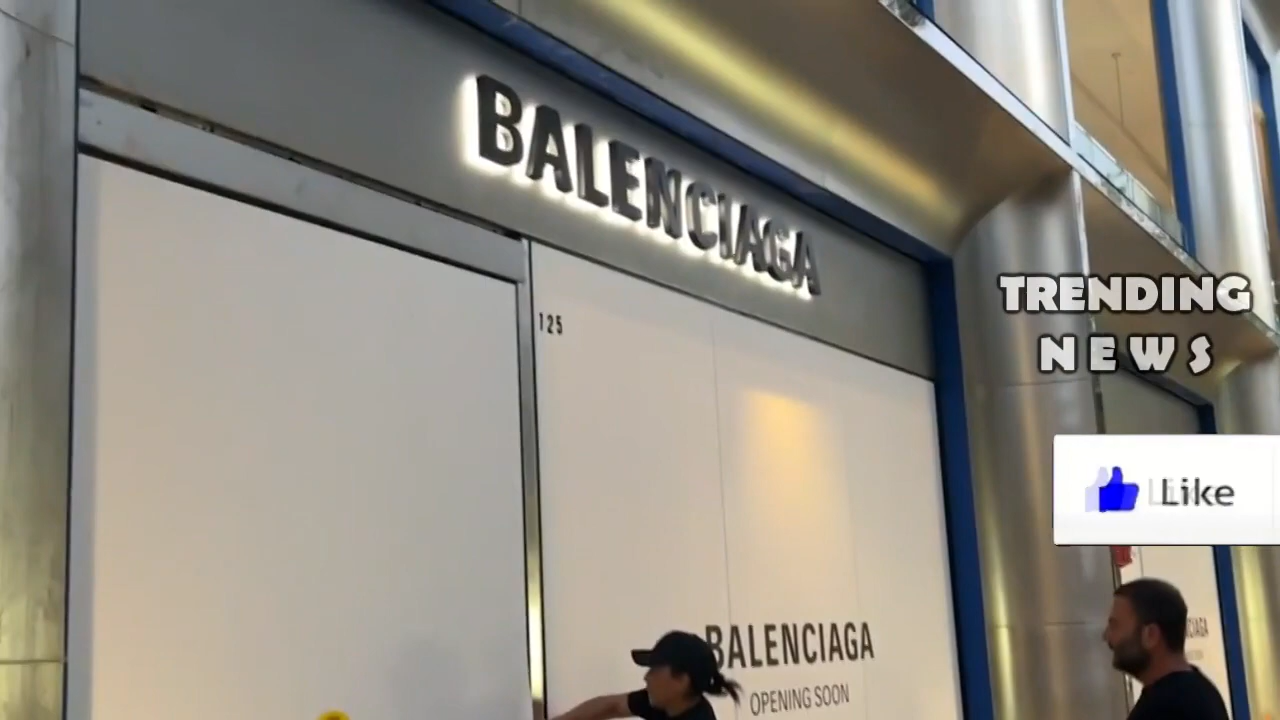 BALENCIAGA
125
TRENDING
NEWS
Like
BALENCIAGA
OPENING SOON